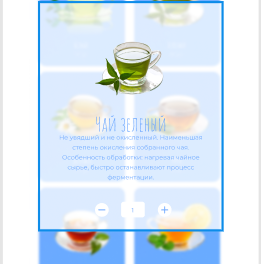 Чай зеленый
Не увядший и не окисленный. Наименьшая
степень окисления собранного чая.
Особенность обработки: нагревая чайное
сырье, быстро останавливают процесс
ферментации.
1